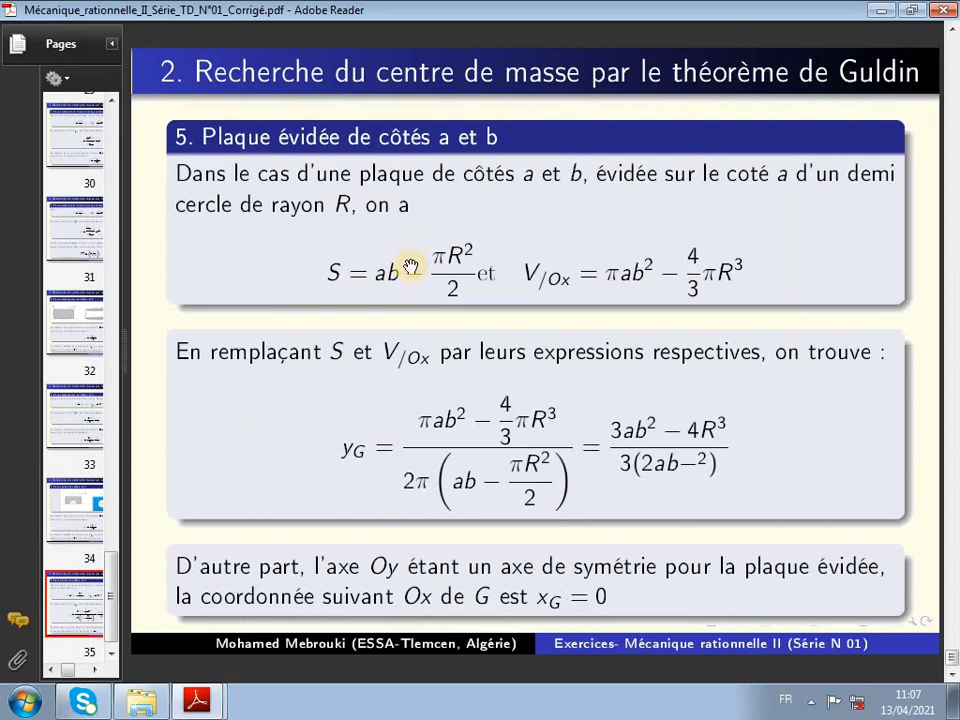 Mécanique_rationnelle_II_Série_TD_N°01_Corrigé.pdf - Adobe Reader
Pages
2. Recherche du centre de masse par le théorème de Guldin
5. Plaque évidée de côtés a et b
Dans le cas d'une plaque de côtés a et b, évidée sur le coté a d'un demi
cercle de rayon R, on a
S = ab − πR²/2 et V/Ox = πab² − 4/3 πR³
En remplaçant S et V/Ox par leurs expressions respectives, on trouve :
yG = (πab² − 4/3 πR³) / (2π (ab − πR²/2)) = (3ab² − 4R³) / (3(2ab−²))
D'autre part, l'axe Oy étant un axe de symétrie pour la plaque évidée,
la coordonnée suivant Ox de G est xG = 0
Mohamed Mebrouki (ESSA-Tlemcen, Algérie) Exercices- Mécanique rationnelle II (Série N 01)
30
31
32
33
34
35
FR
11:07
13/04/2021